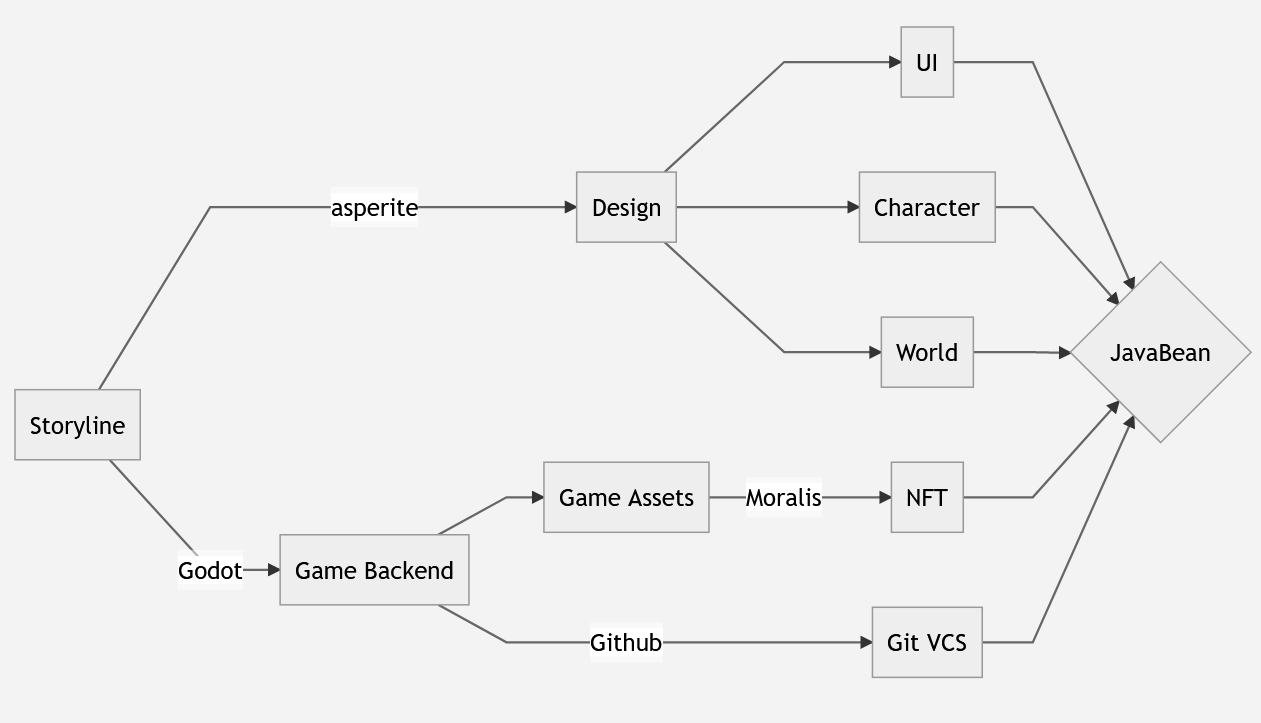 UI
asperite
Design
Character
World
JavaBean
Storyline
Game Assets
Moralis
NFT
Godot
Game Backend
Github
Git VCS